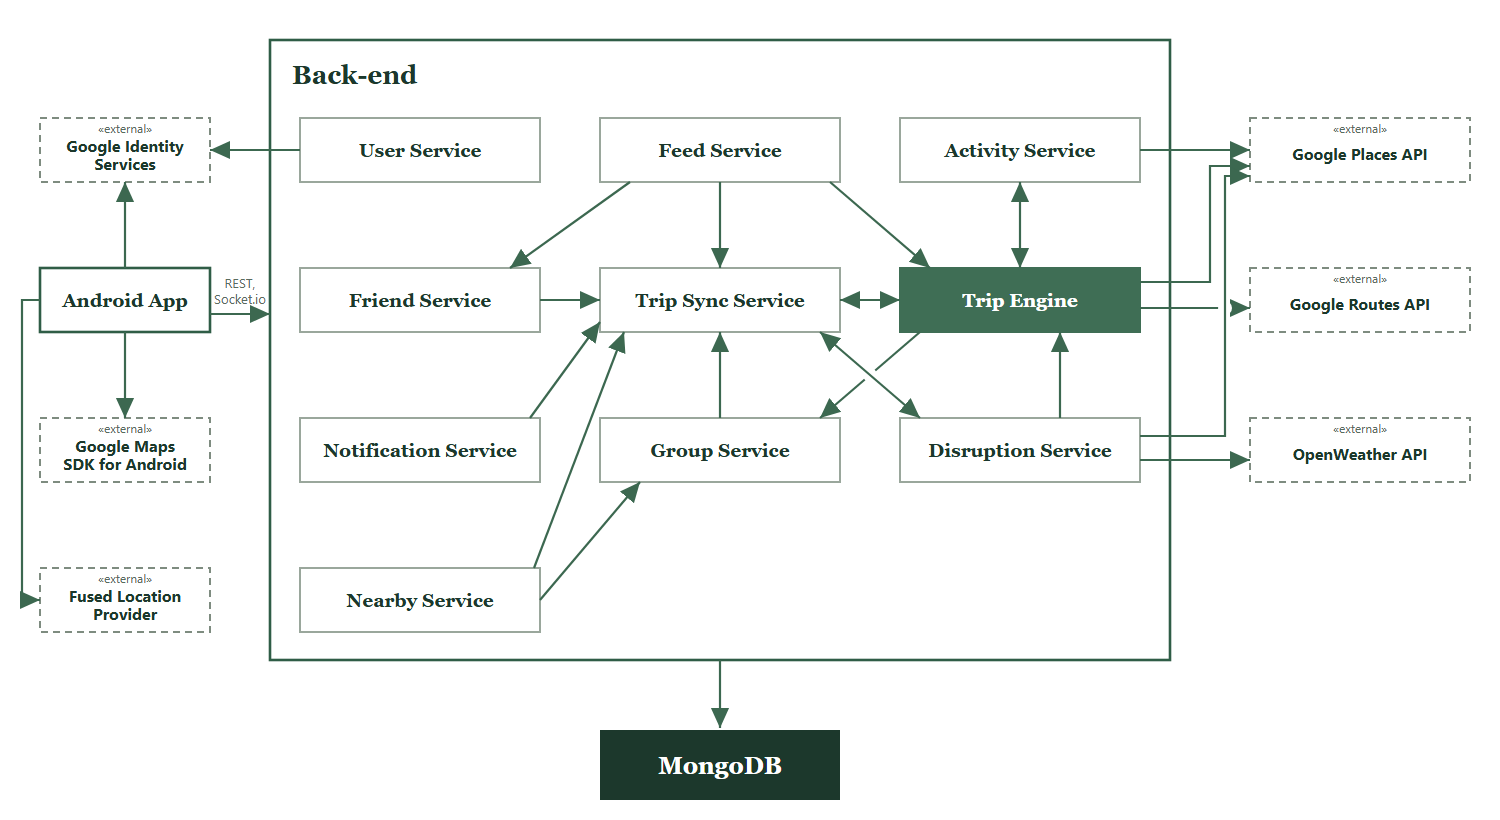 Back-end
«external»
Google Identity
Services
User Service
Feed Service
Activity Service
«external»
Google Places API
Android App
REST,
Socket.io
Friend Service
Trip Sync Service
Trip Engine
«external»
Google Routes API
«external»
Google Maps
SDK for Android
Notification Service
Group Service
Disruption Service
«external»
OpenWeather API
«external»
Fused Location
Provider
Nearby Service
MongoDB